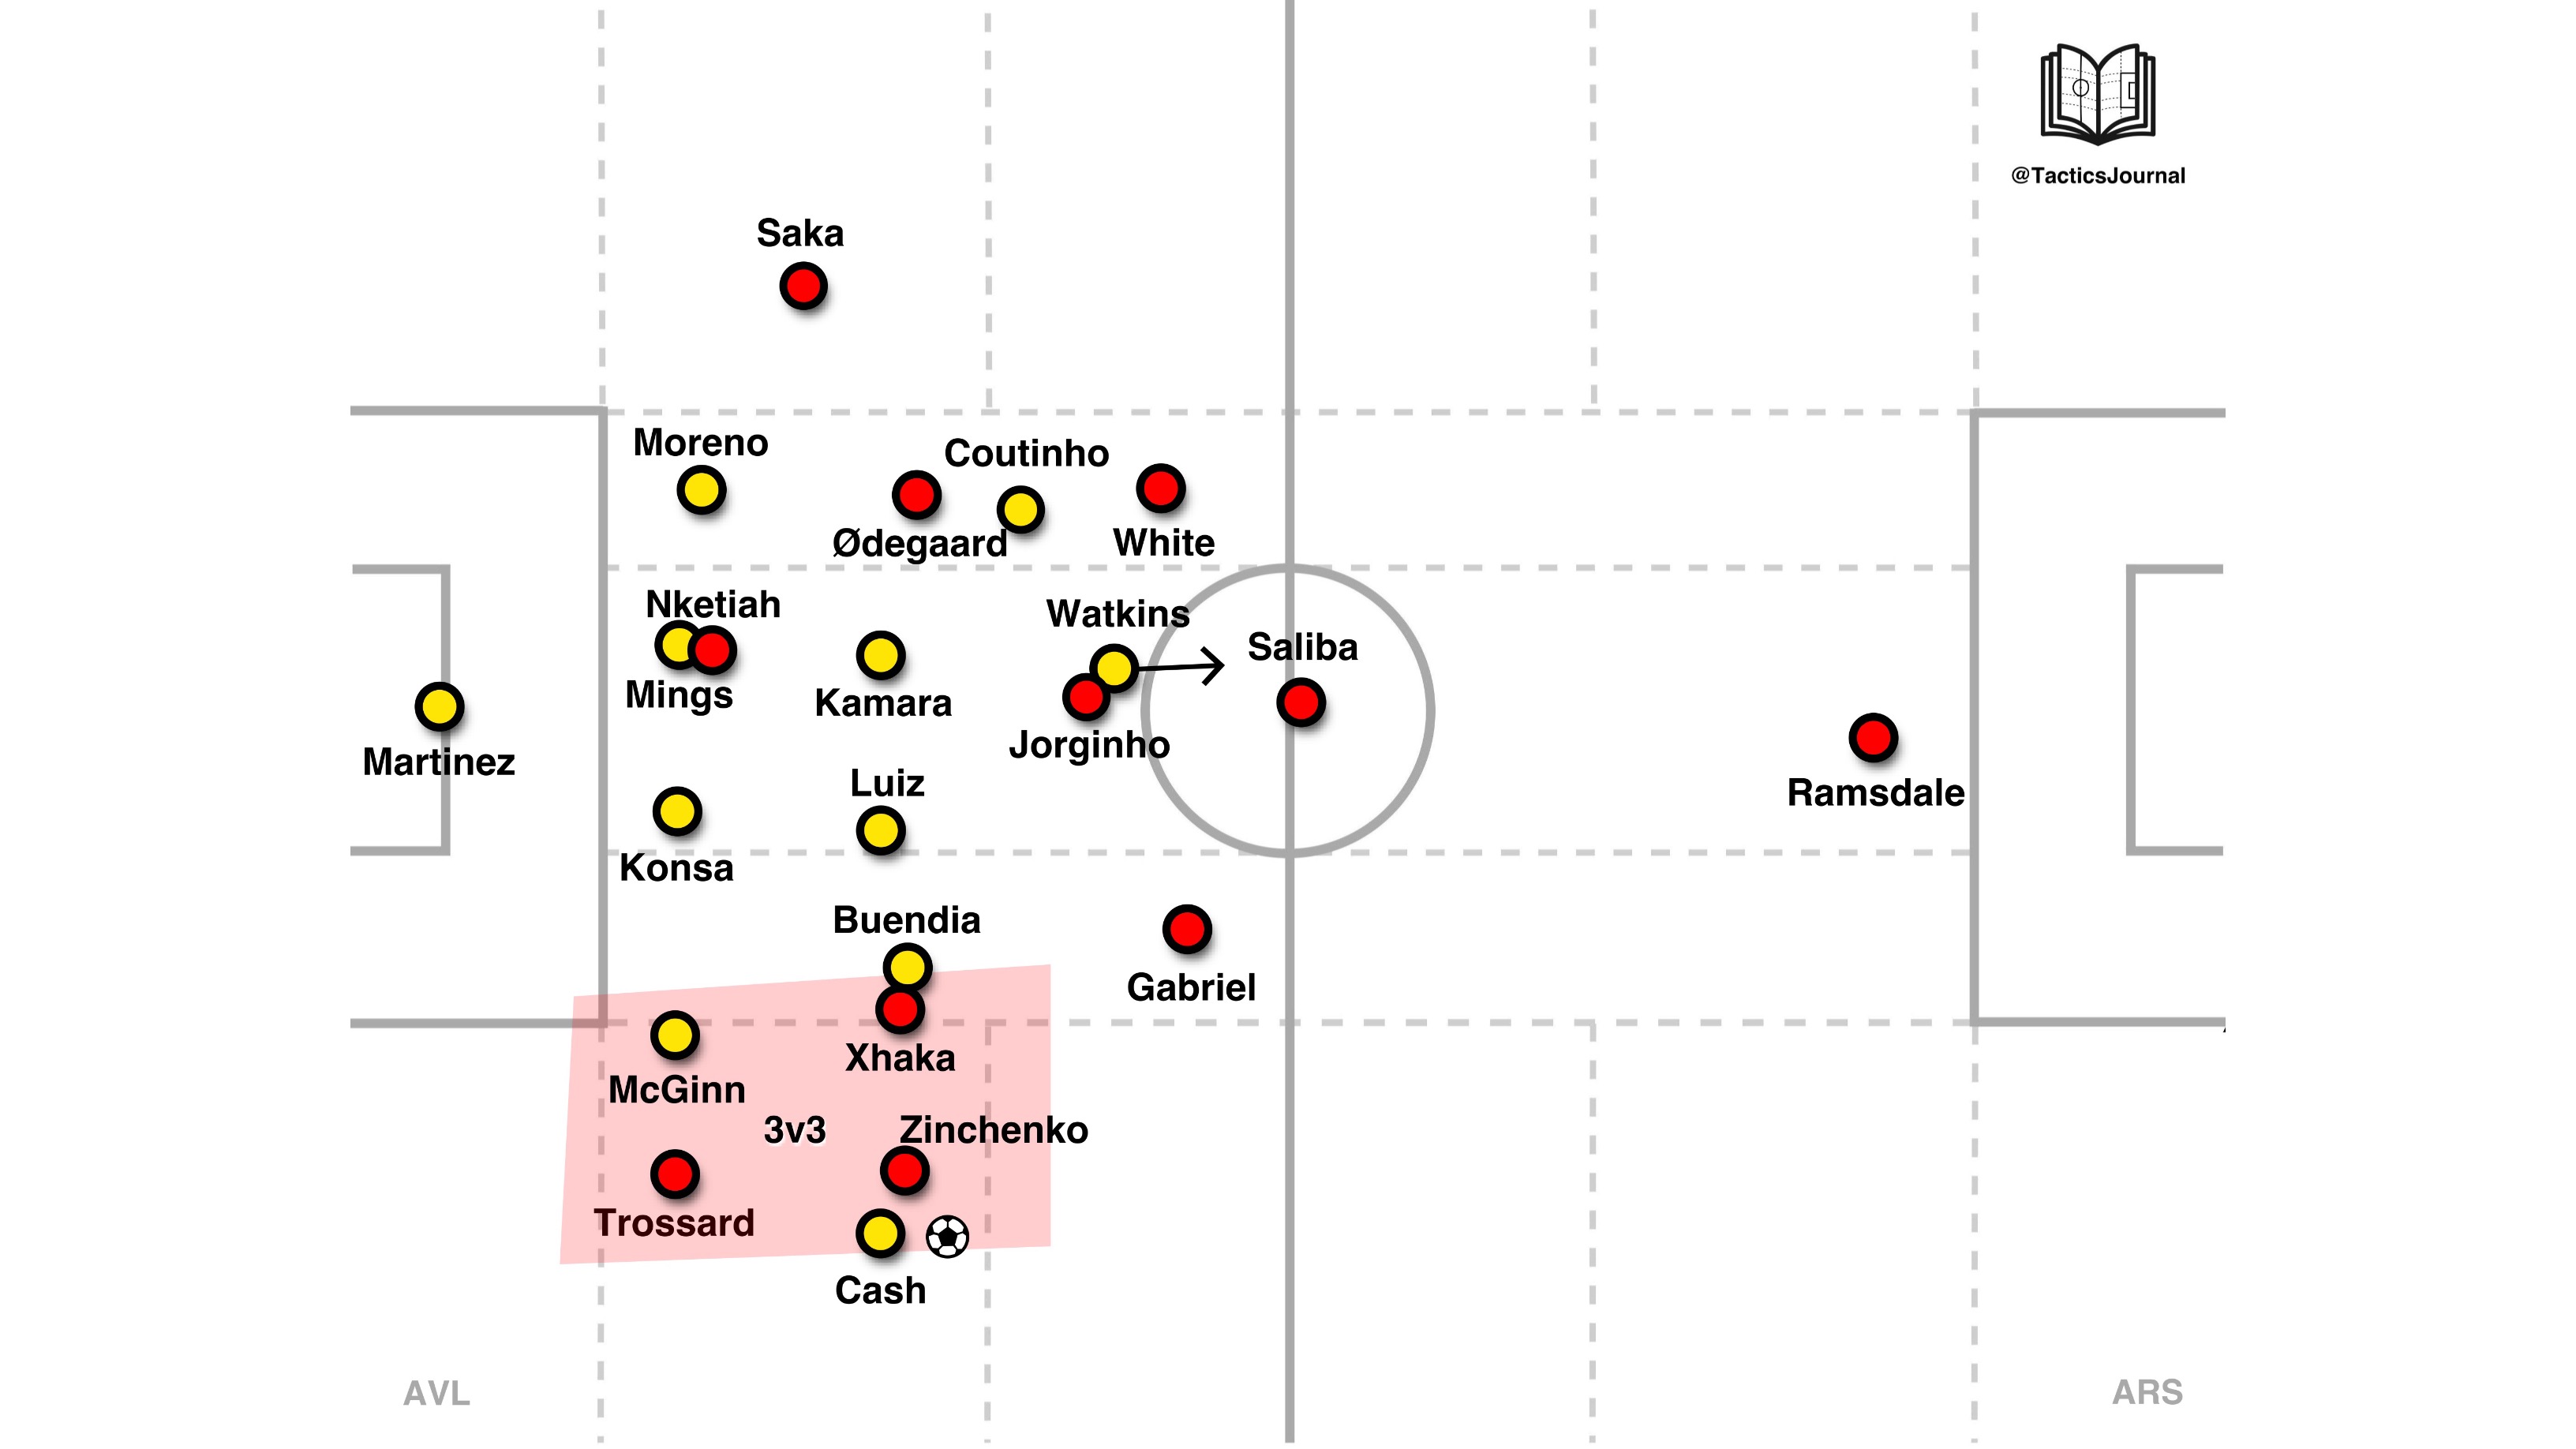 @TacticsJournal
Saka
Moreno
Coutinho
Ødegaard
White
Nketiah
Watkins
Saliba
Mings
Kamara
Jorginho
Martinez
Luiz
Ramsdale
Konsa
Buendia
Gabriel
Xhaka
McGinn
3v3
Zinchenko
Trossard
Cash
AVL
ARS